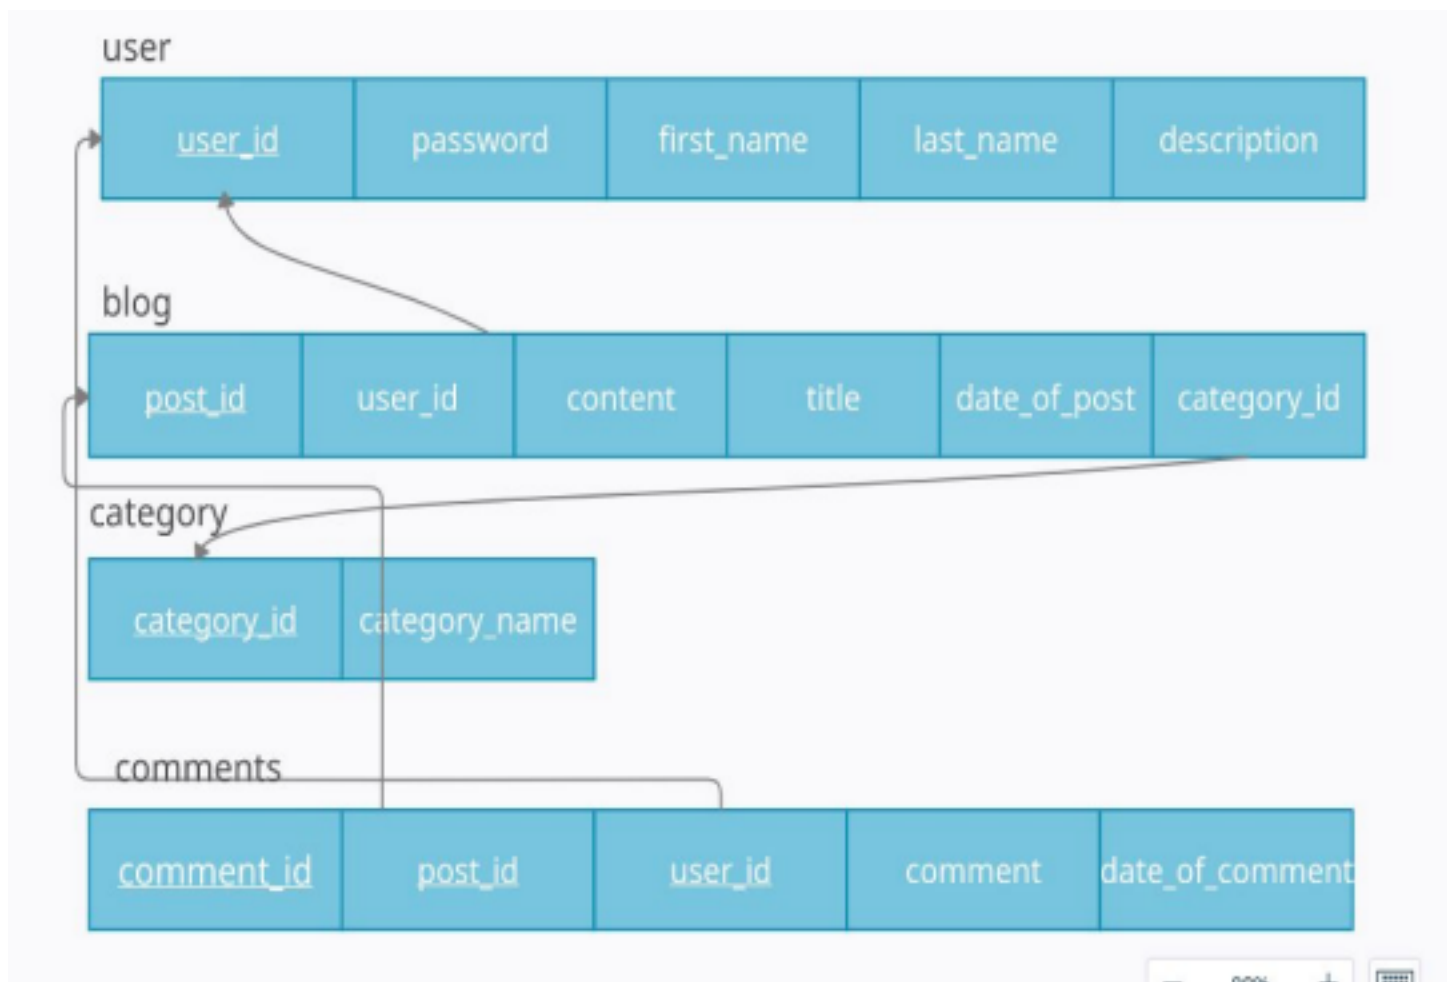 user
user_id password first_name last_name description
blog
post_id user_id content title date_of_post category_id
category
category_id category_name
comments
comment_id post_id user_id comment date_of_comment